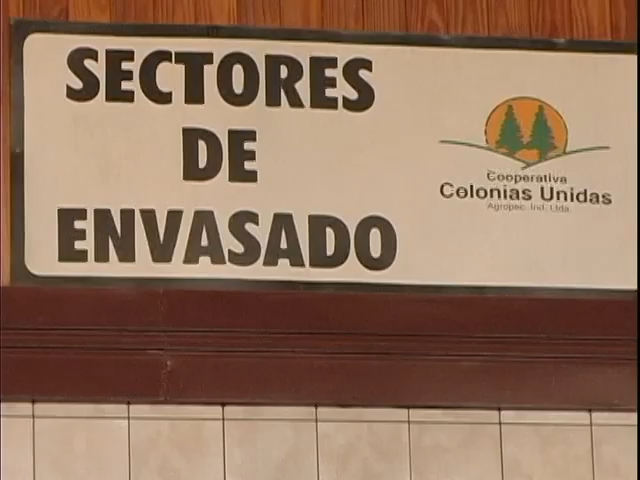 SECTORES
DE
ENVASADO
Cooperativa
Colonias Unidas
Agropec. Ind. Ltda.